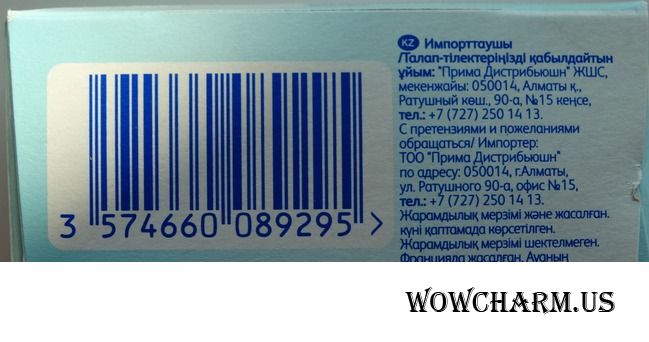 KZ Импорттаушы
/Талап-тілектеріңізді қабылдайтын
ұйым: "Прима Дистрибьюшн" ЖШС,
мекенжайы: 050014, Алматы қ.,
Ратушный көш., 90-а, №15 кеңсе,
тел.: +7 (727) 250 14 13.
С претензиями и пожеланиями
обращаться/ Импортер:
ТОО "Прима Дистрибьюшн"
по адресу: 050014, г.Алматы,
ул. Ратушного 90-а, офис №15,
тел.: +7 (727) 250 14 13.
Жарамдылық мерзімі және жасалған.
күні қаптамада көрсетілген.
Жарамдылық мерзімі шектелмеген.
Францияда жасалған. Ауаның
3 574660 089295 >
WOWCHARM.US